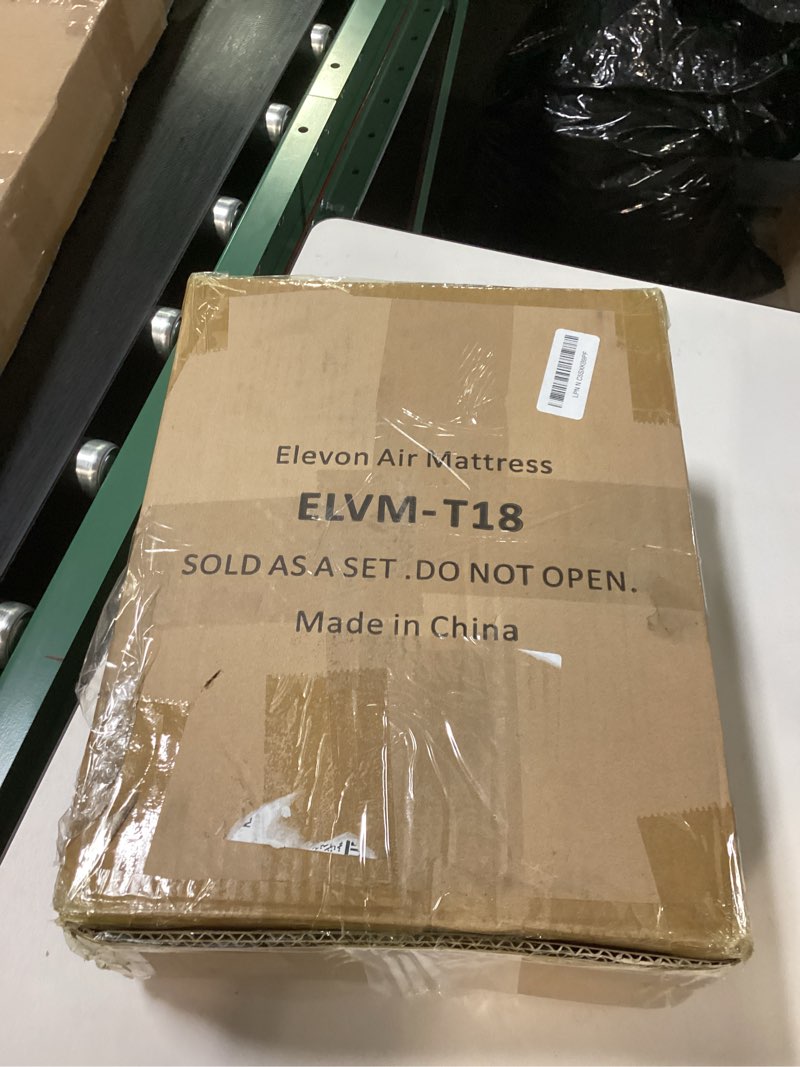 Elevon Air Mattress
ELVM-T18
SOLD AS A SET .DO NOT OPEN.
Made in China